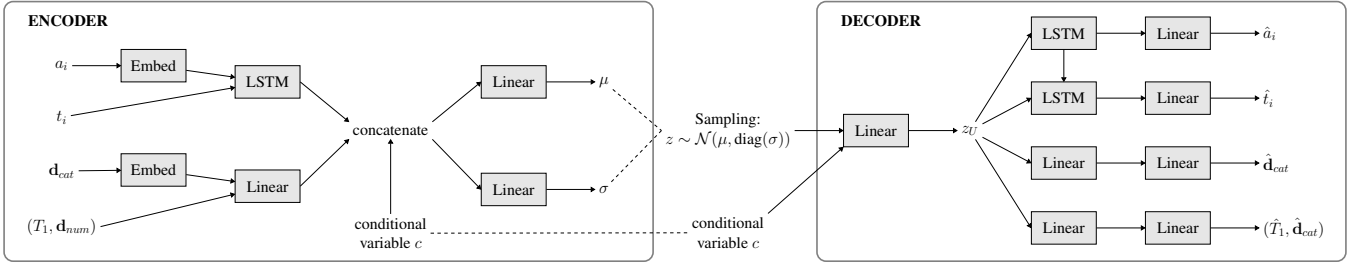 ENCODER
a_i
Embed
LSTM
t_i
d_cat
Embed
Linear
(T_1, d_num)
concatenate
conditional
variable c
Linear
μ
Linear
σ
Sampling:
z ∼ N(μ, diag(σ))
conditional
variable c
DECODER
Linear
z_U
LSTM
Linear
â_i
LSTM
Linear
t̂_i
Linear
Linear
d̂_cat
Linear
Linear
(T̂_1, d̂_cat)